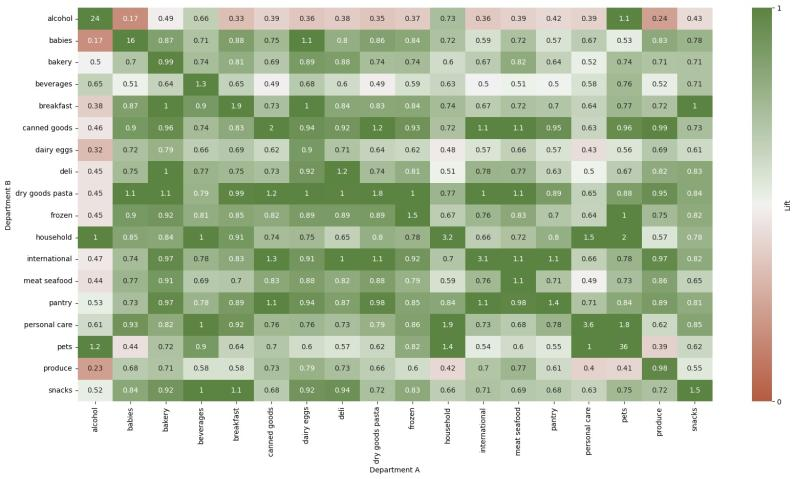 alcohol 24 0.17 0.49 0.66 0.33 0.39 0.36 0.38 0.35 0.37 0.73 0.36 0.39 0.42 0.39 1.1 0.24 0.43
babies 0.17 16 0.87 0.71 0.88 0.75 1.1 0.8 0.86 0.84 0.72 0.59 0.72 0.57 0.67 0.53 0.83 0.78
bakery 0.5 0.7 0.99 0.74 0.81 0.69 0.89 0.88 0.74 0.74 0.6 0.67 0.82 0.64 0.52 0.74 0.71 0.71
beverages 0.65 0.51 0.64 1.3 0.65 0.49 0.68 0.6 0.49 0.59 0.63 0.5 0.51 0.5 0.58 0.76 0.52 0.71
breakfast 0.38 0.87 1 0.9 1.9 0.73 1 0.84 0.83 0.84 0.74 0.67 0.72 0.7 0.64 0.77 0.72 1
canned goods 0.46 0.9 0.96 0.74 0.83 2 0.94 0.92 1.2 0.93 0.72 1.1 1.1 0.95 0.63 0.96 0.99 0.73
dairy eggs 0.32 0.72 0.79 0.66 0.69 0.62 0.9 0.71 0.64 0.62 0.48 0.57 0.66 0.57 0.43 0.56 0.69 0.61
deli 0.45 0.75 1 0.77 0.75 0.73 0.92 1.2 0.74 0.81 0.51 0.78 0.77 0.63 0.5 0.67 0.82 0.83
dry goods pasta 0.45 1.1 1.1 0.79 0.99 1.2 1 1 1.8 1 0.77 1 1.1 0.89 0.65 0.88 0.95 0.84
frozen 0.45 0.9 0.92 0.81 0.85 0.82 0.89 0.89 0.89 1.5 0.67 0.76 0.83 0.7 0.64 1 0.75 0.82
household 1 0.85 0.84 1 0.91 0.74 0.75 0.65 0.8 0.78 3.2 0.66 0.72 0.8 1.5 2 0.57 0.78
international 0.47 0.74 0.97 0.78 0.83 1.3 0.91 1 1.1 0.92 0.7 3.1 1.1 1.1 0.66 0.78 0.97 0.82
meat seafood 0.44 0.77 0.91 0.69 0.7 0.83 0.88 0.82 0.88 0.79 0.59 0.76 1.1 0.71 0.49 0.73 0.86 0.65
pantry 0.53 0.73 0.97 0.78 0.89 1.1 0.94 0.87 0.98 0.85 0.84 1.1 0.98 1.4 0.71 0.84 0.89 0.81
personal care 0.61 0.93 0.82 1 0.92 0.76 0.76 0.73 0.79 0.86 1.9 0.73 0.68 0.78 3.6 1.8 0.62 0.85
pets 1.2 0.44 0.72 0.9 0.64 0.7 0.6 0.57 0.62 0.82 1.4 0.54 0.6 0.55 1 36 0.39 0.62
produce 0.23 0.68 0.71 0.58 0.58 0.73 0.79 0.73 0.66 0.6 0.42 0.7 0.77 0.61 0.4 0.41 0.98 0.55
snacks 0.52 0.84 0.92 1 1.1 0.68 0.92 0.94 0.72 0.83 0.66 0.71 0.69 0.68 0.63 0.75 0.72 1.5
alcohol babies bakery beverages breakfast canned goods dairy eggs deli dry goods pasta frozen household international meat seafood pantry personal care pets produce snacks
Department A
Department B
1
0
Lift